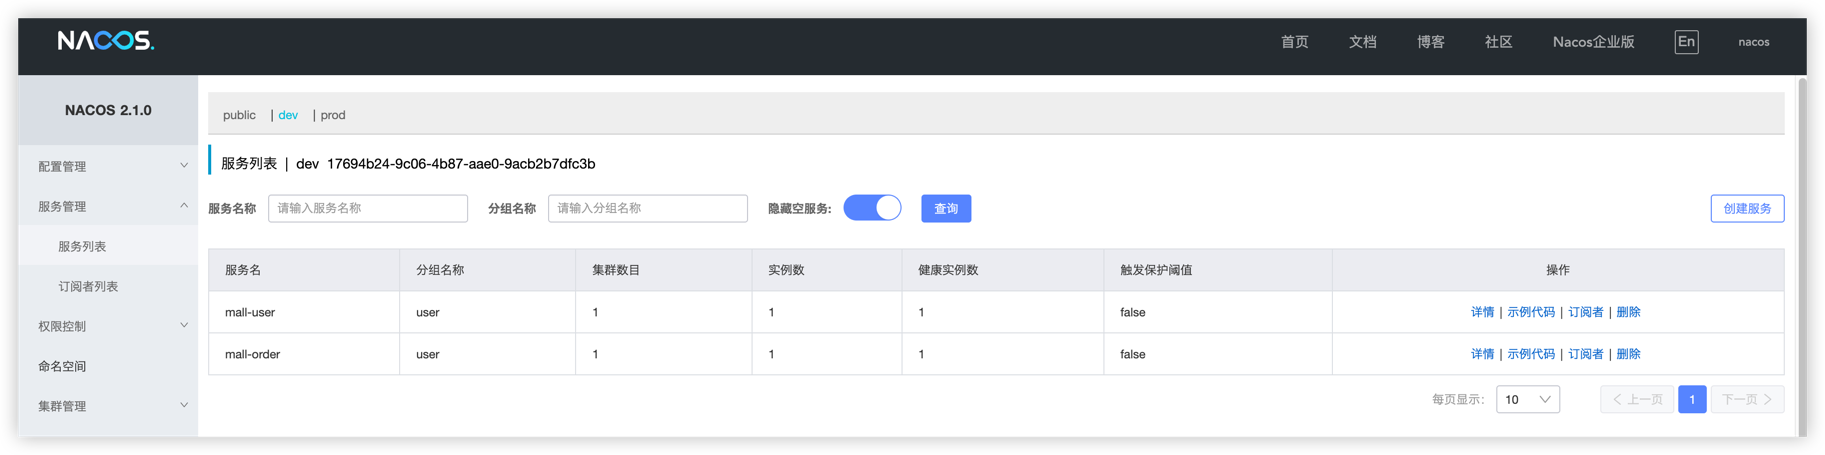 NACOS.
首页 文档 博客 社区 Nacos企业版 En nacos
NACOS 2.1.0
配置管理
服务管理
服务列表
订阅者列表
权限控制
命名空间
集群管理
public | dev | prod
服务列表 | dev 17694b24-9c06-4b87-aae0-9acb2b7dfc3b
服务名称 请输入服务名称 分组名称 请输入分组名称 隐藏空服务: 查询 创建服务
服务名 分组名称 集群数目 实例数 健康实例数 触发保护阈值 操作
mall-user user 1 1 1 false 详情 | 示例代码 | 订阅者 | 删除
mall-order user 1 1 1 false 详情 | 示例代码 | 订阅者 | 删除
每页显示: 10 上一页 1 下一页